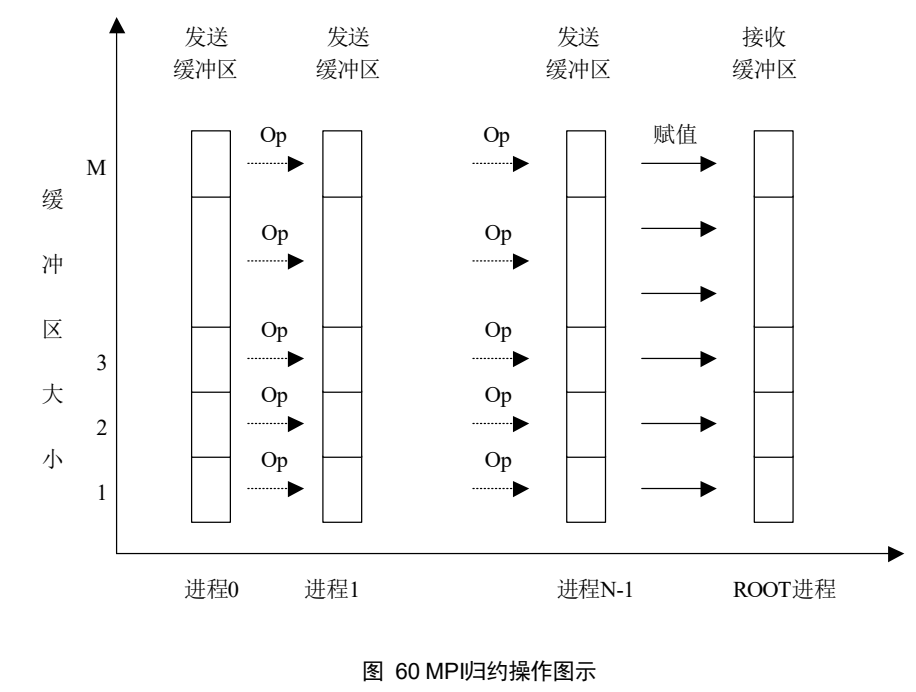 发送 发送 发送 接收
缓冲区 缓冲区 缓冲区 缓冲区
Op Op 赋值
M
缓
Op Op
冲
区
Op Op
3
大
Op Op
2
小
Op Op
1
进程0 进程1 进程N-1 ROOT进程
图 60 MPI归约操作图示